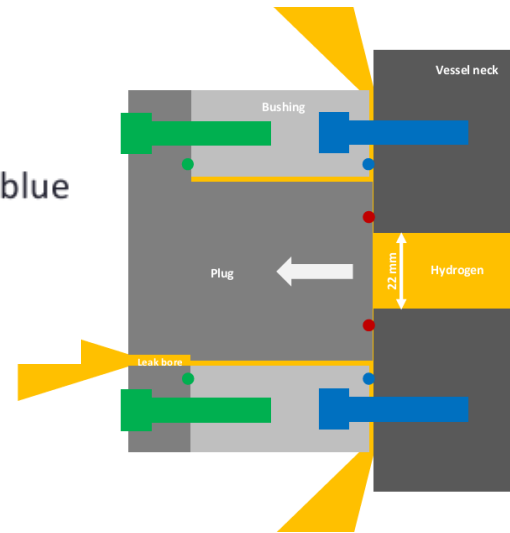 Vessel neck
Bushing
blue
Plug
22 mm
Hydrogen
Leak bore